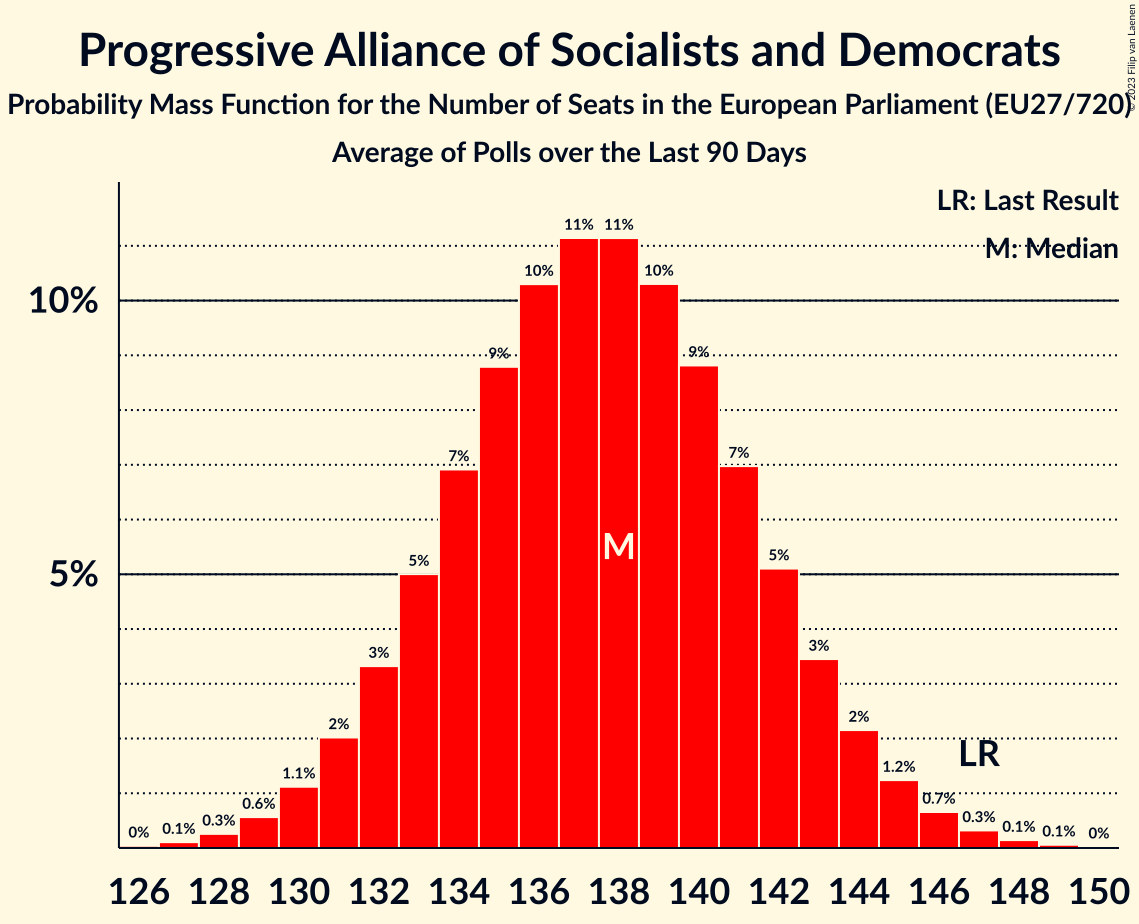 Progressive Alliance of Socialists and Democrats
Probability Mass Function for the Number of Seats in the European Parliament (EU27/720)
Average of Polls over the Last 90 Days
© 2023 Filip van Laenen
LR: Last Result
M: Median
11% 11%
10% 10%
10%
9% 9%
7% 7%
M
5% 5%
5%
3% 3%
2% 2%
LR
1.1% 1.2%
0.6% 0.7%
0% 0.1% 0.3% 0.3% 0.1% 0.1% 0%
126 128 130 132 134 136 138 140 142 144 146 148 150